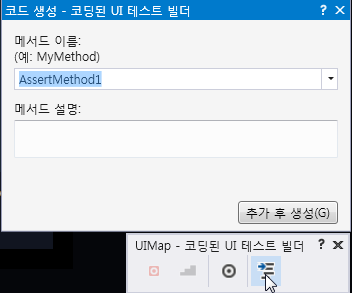 코드 생성 - 코딩된 UI 테스트 빌더
메서드 이름:
(예: MyMethod)
AssertMethod1
메서드 설명:
추가 후 생성(G)
UIMap - 코딩된 UI 테스트 빌더